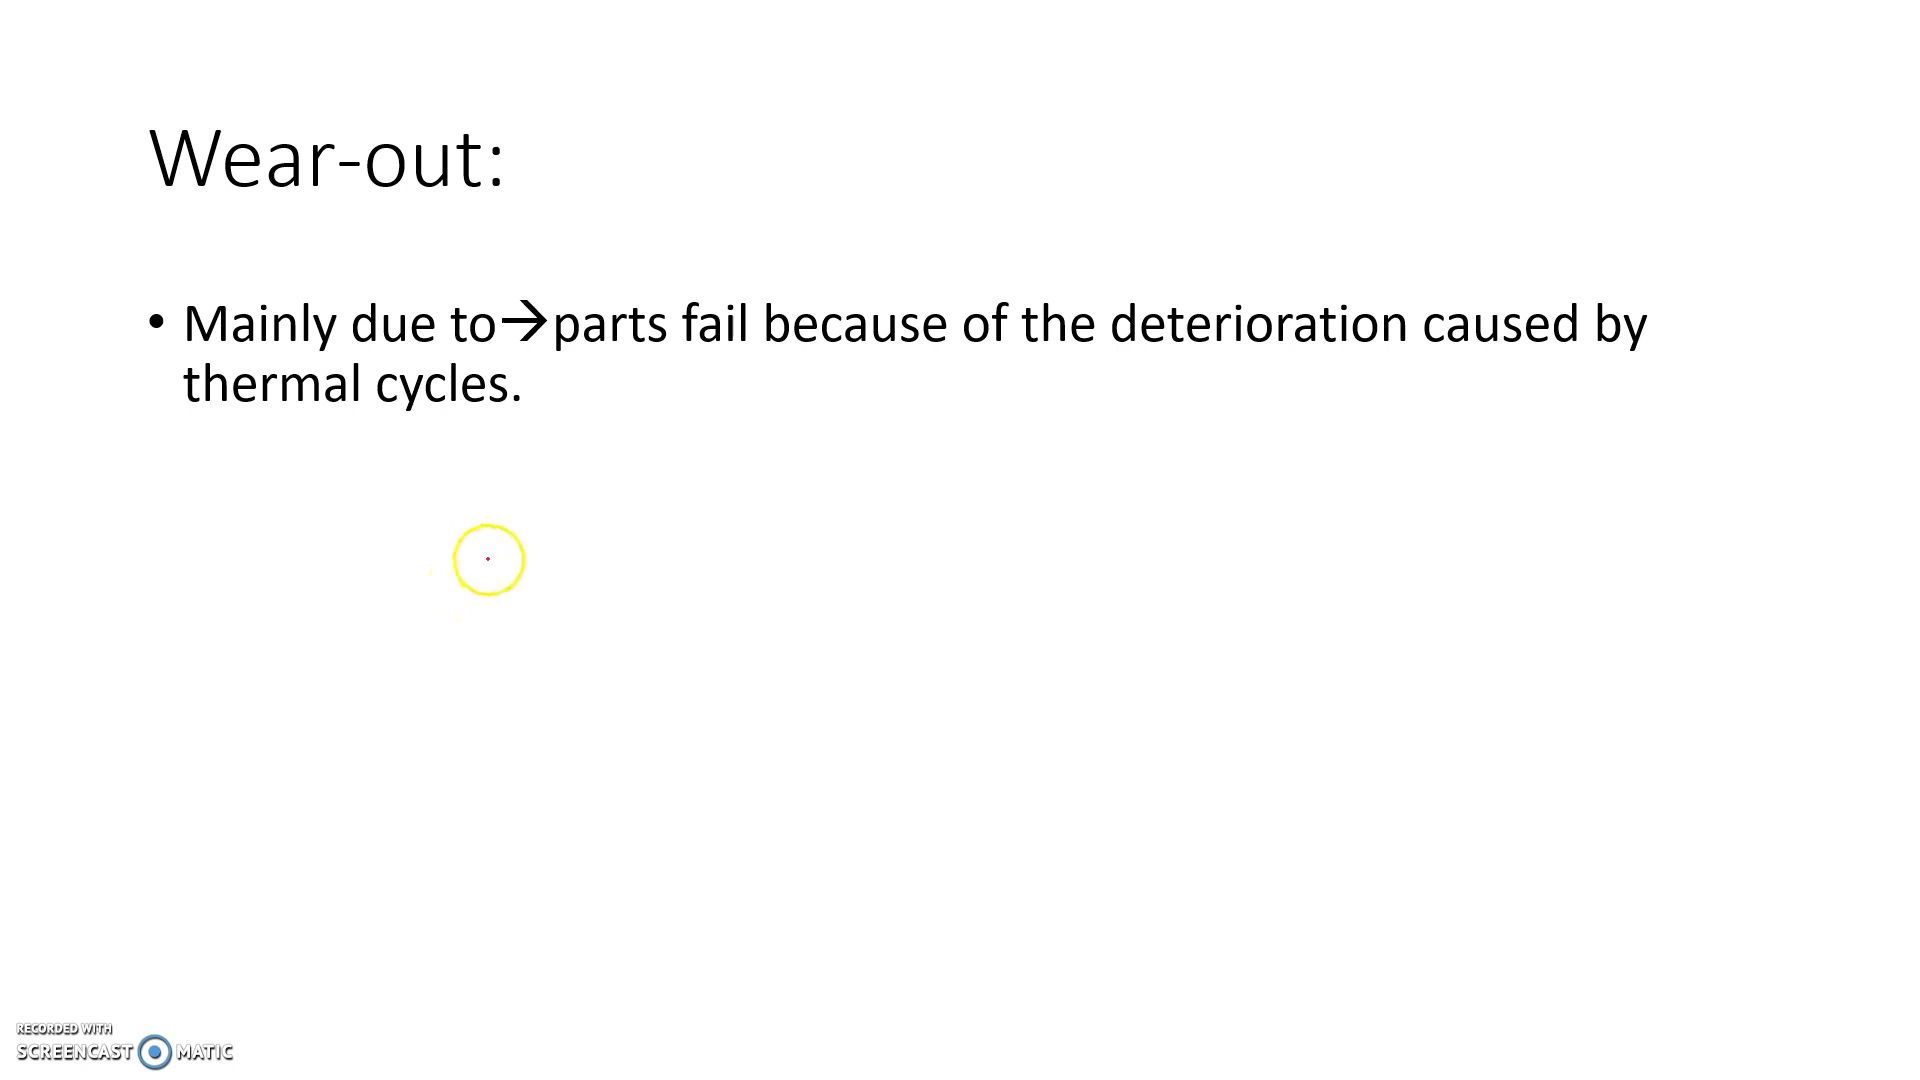 Wear-out:
• Mainly due to→parts fail because of the deterioration caused by
thermal cycles.
RECORDED WITH
SCREENCAST MATIC